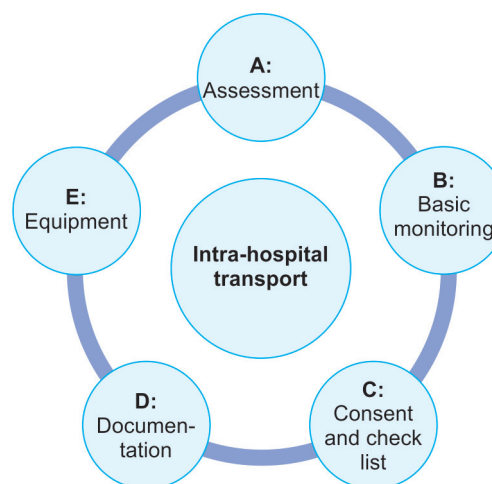 A:
Assessment
B:
Basic
monitoring
C:
Consent
and check
list
D:
Documen-
tation
E:
Equipment
Intra-hospital
transport